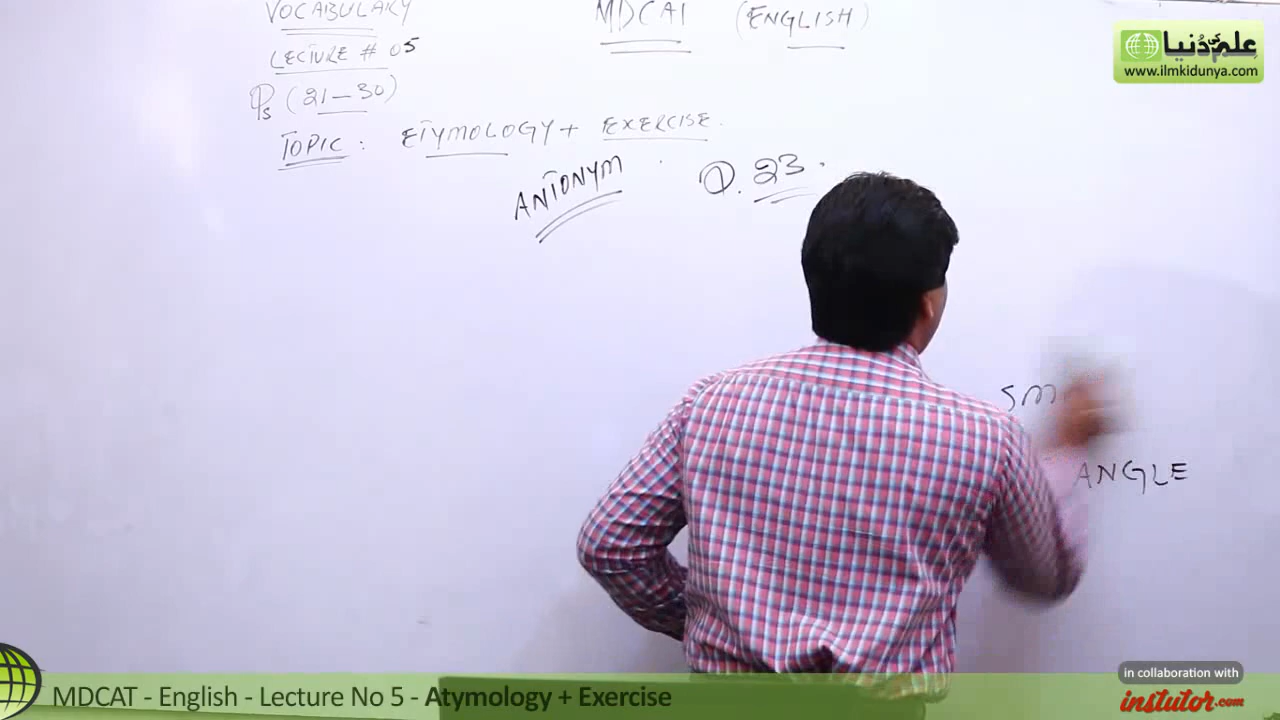 VOCABULARY
MDCAT (ENGLISH)
LECTURE # 05
Qs (21-30)
TOPIC: ETYMOLOGY + EXERCISE.
ANTONYM . Q. 23.
SM
ANGLE
علم کی دُنیا
www.ilmkidunya.com
MDCAT - English - Lecture No 5 - Atymology + Exercise
in collaboration with
instutor.com